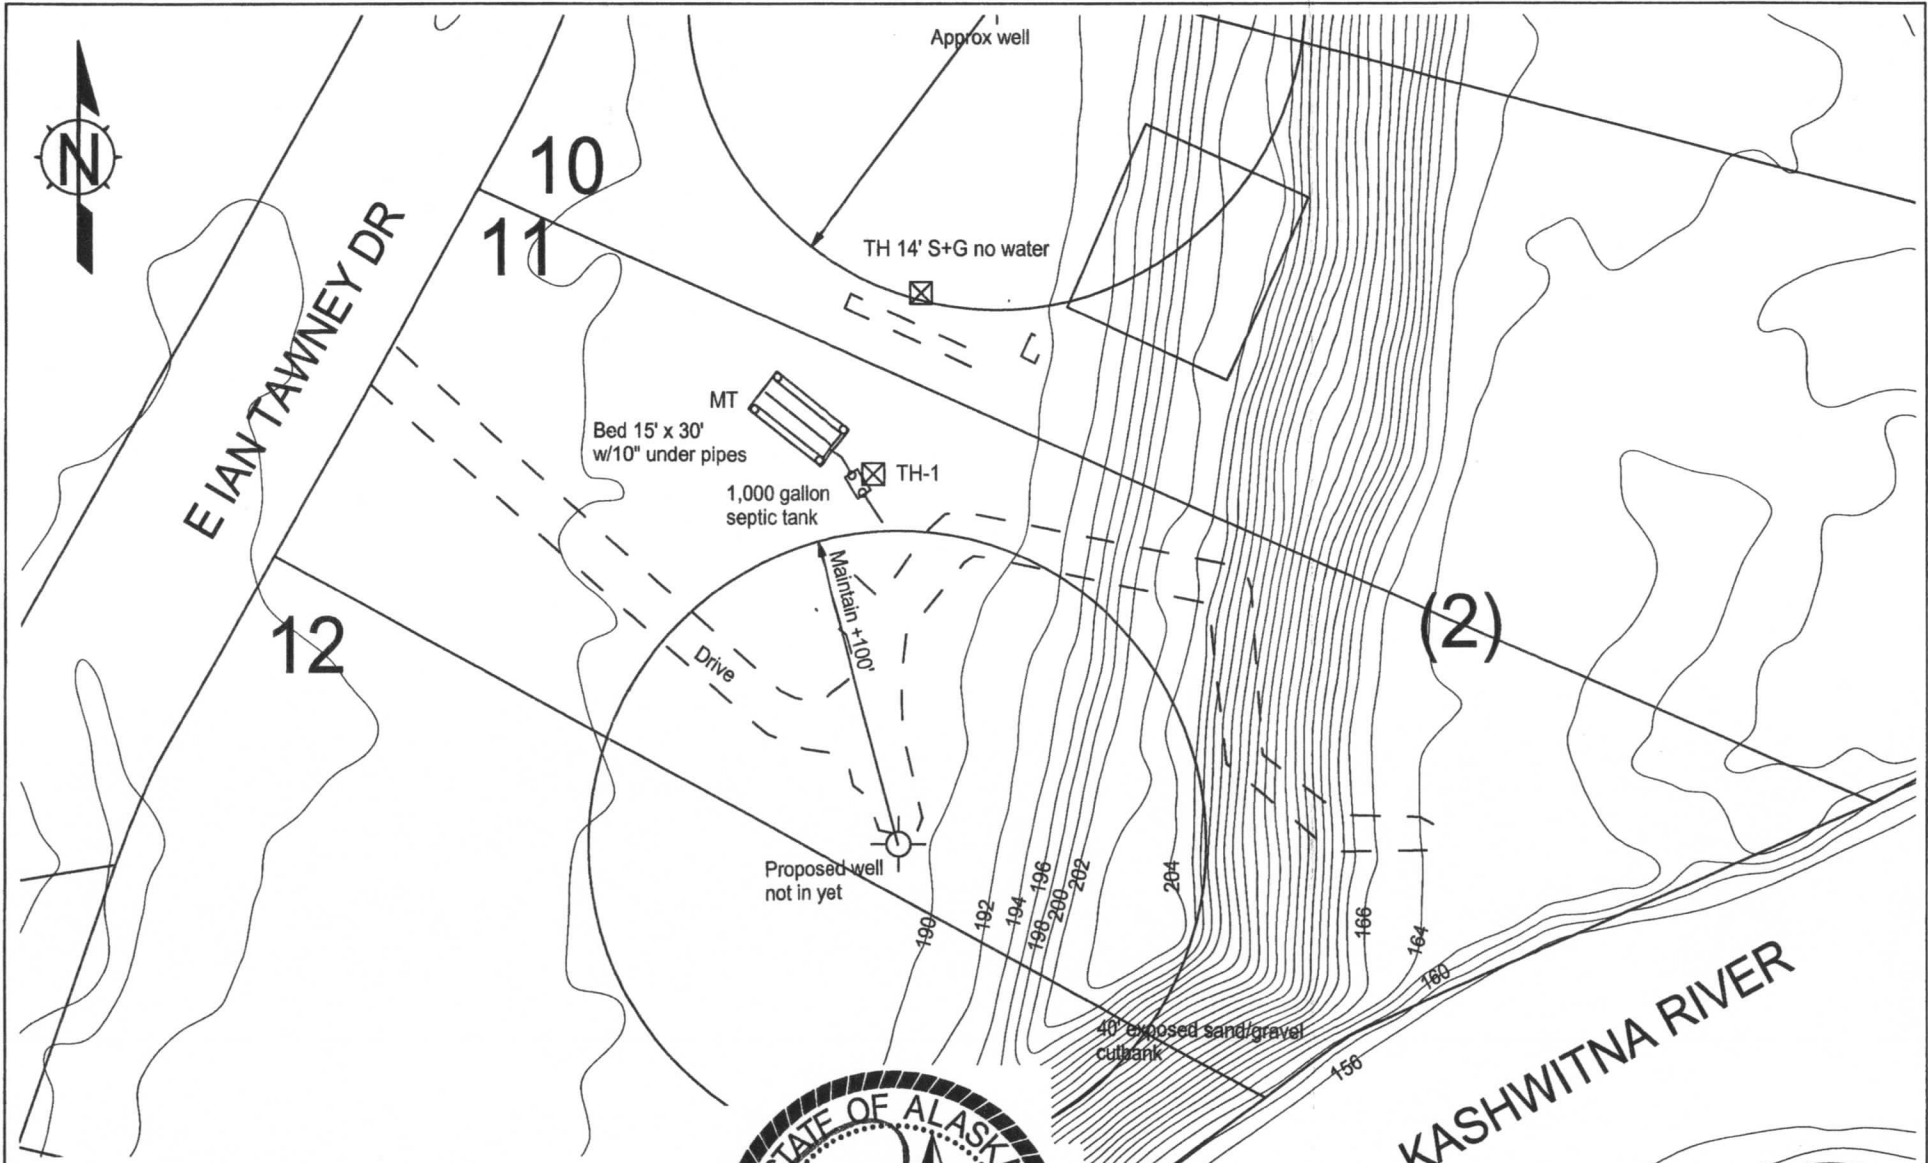 Approx well
N
10
11
E IAN TAWNEY DR
TH 14' S+G no water
MT
Bed 15' x 30'
w/10" under pipes
TH-1
1,000 gallon
septic tank
Maintain +100'
12
(2)
Drive
Proposed well
not in yet
190
192
194
196
198
200
202
204
166
164
160
156
40' exposed sand/gravel
cutbank
KASHWITNA RIVER
STATE OF ALASK